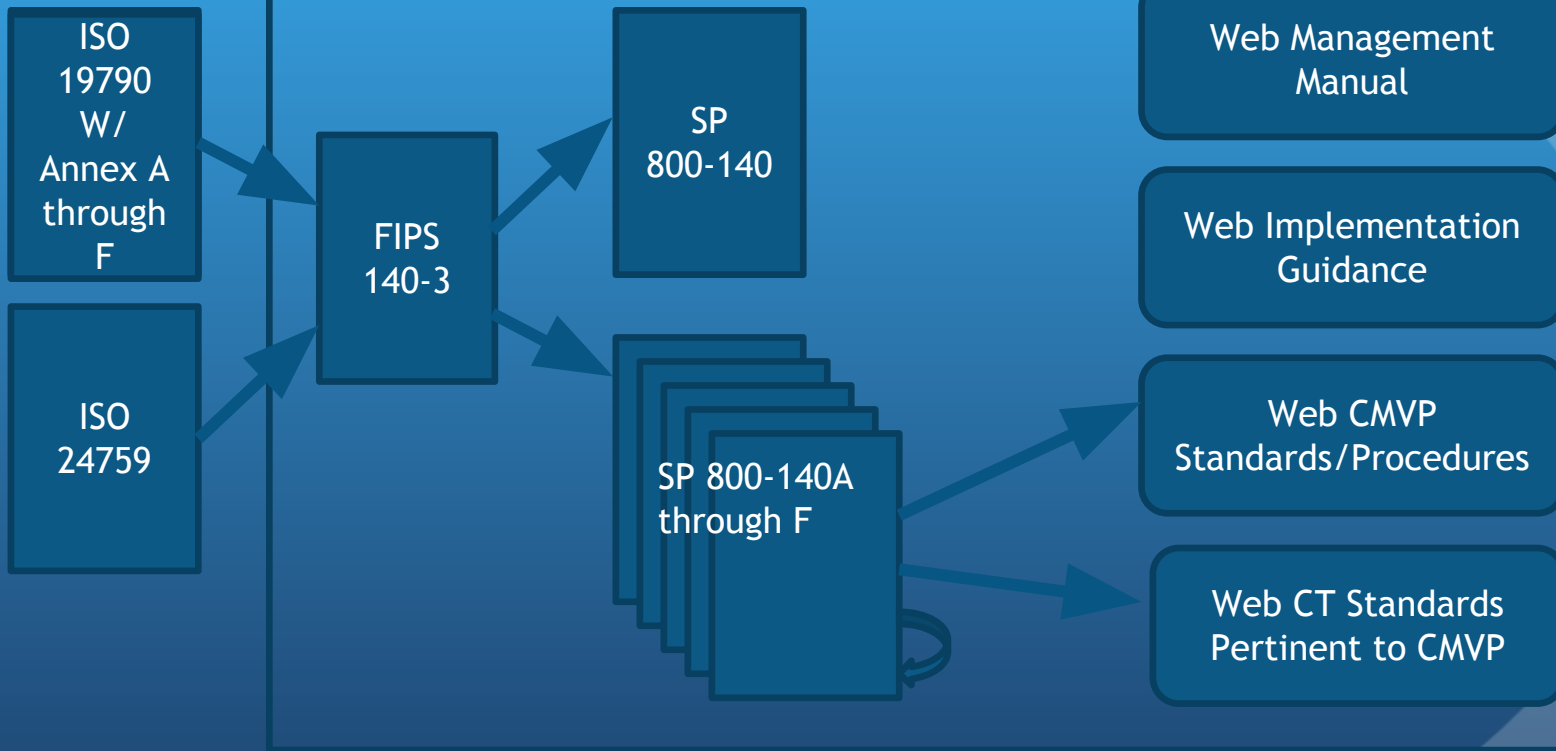 ISO
19790
W/
Annex A
through
F
ISO
24759
FIPS
140-3
SP
800-140
SP 800-140A
through F
Web Management
Manual
Web Implementation
Guidance
Web CMVP
Standards/Procedures
Web CT Standards
Pertinent to CMVP